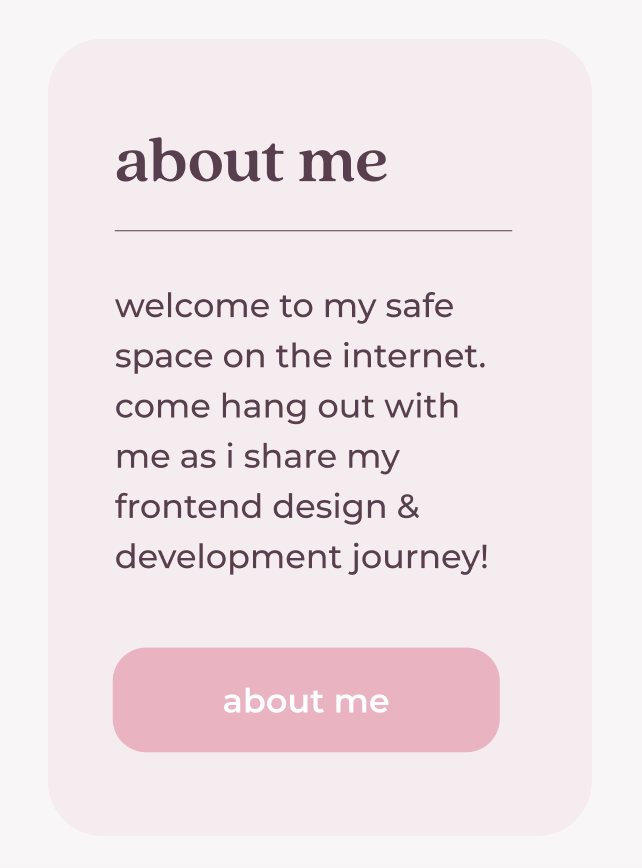 about me
welcome to my safe
space on the internet.
come hang out with
me as i share my
frontend design &
development journey!
about me